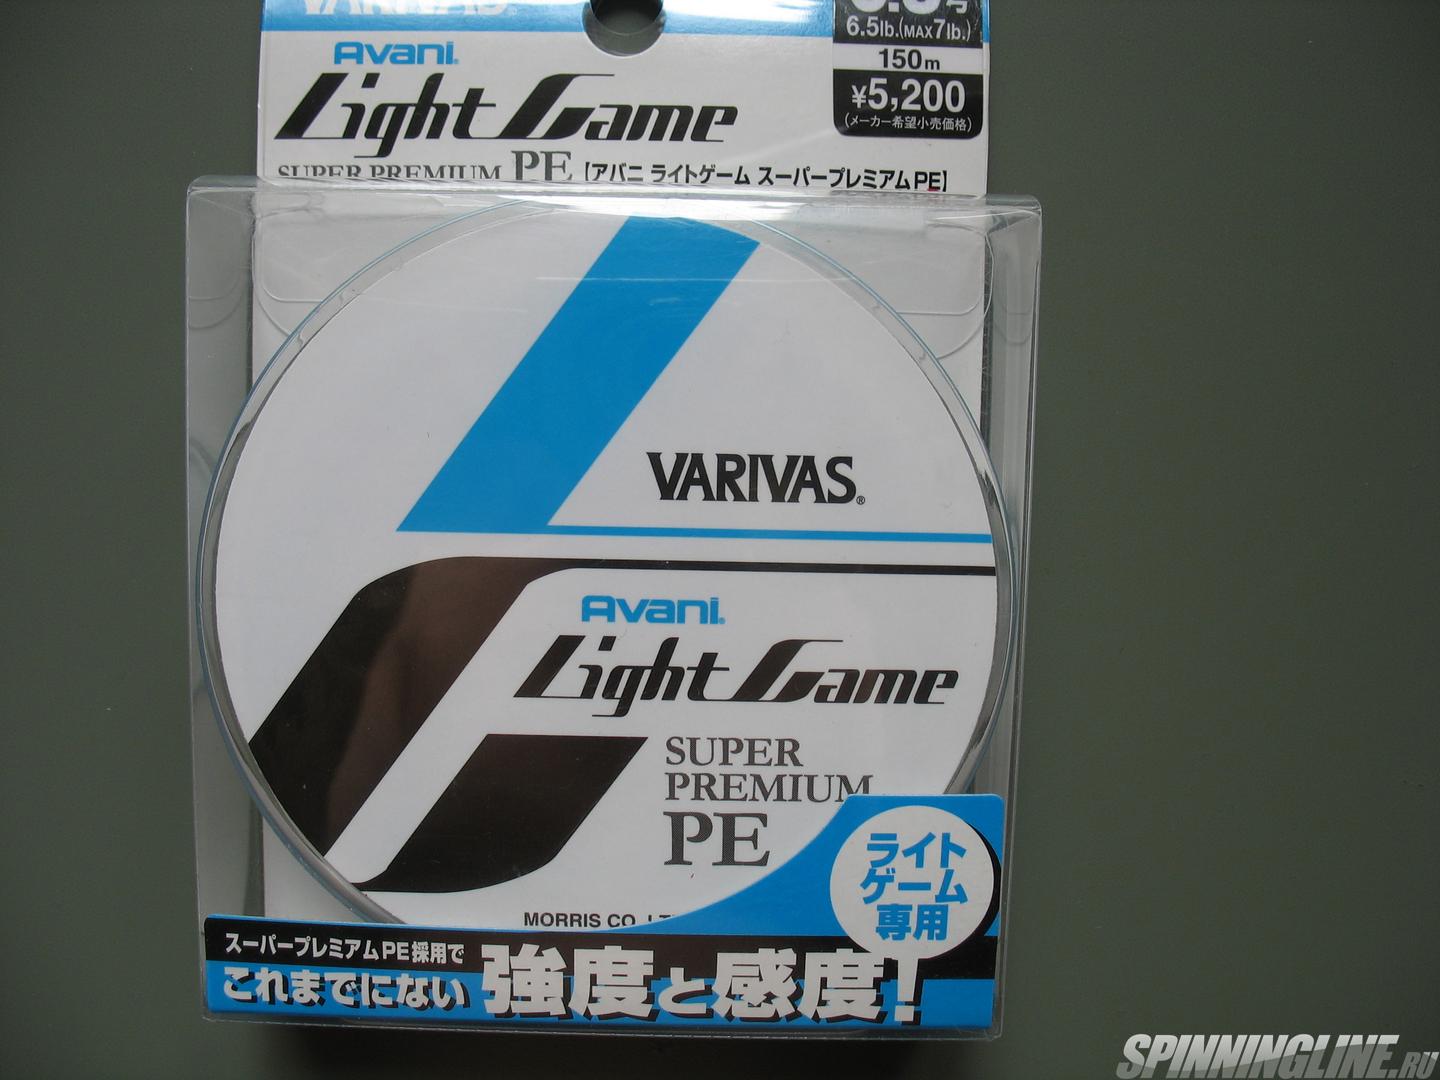 VARIVAS
6.5lb.(MAX7lb.)
150m
¥5,200
(メーカー希望小売価格)
Avani
Light Game
SUPER PREMIUM PE [アバニ ライトゲーム スーパープレミアムPE]
VARIVAS®
Avani
Light Game
SUPER
PREMIUM
PE
ライト
ゲーム
専用
MORRIS CO.
スーパープレミアムPE採用で
これまでにない 強度と感度!
SPINNINGLINE.RU